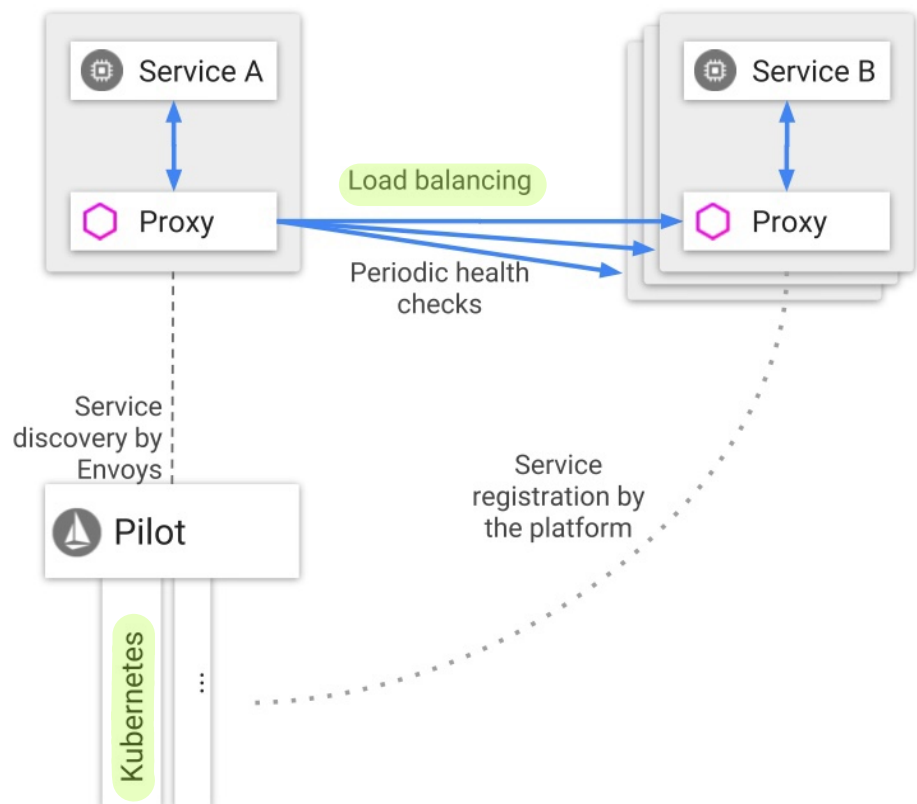 Service A
Service B
Load balancing
Proxy
Proxy
Periodic health
checks
Service
discovery by
Envoys
Service
registration by
the platform
Pilot
Kubernetes
...